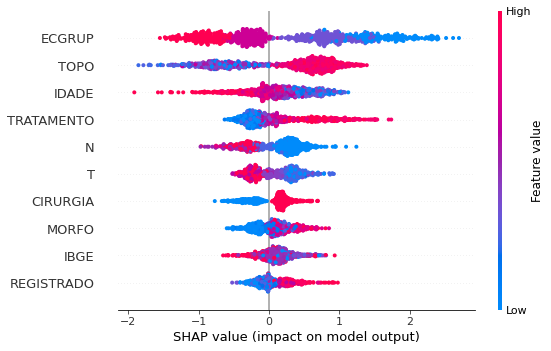 High
ECGRUP
TOPO
IDADE
TRATAMENTO
N
T
CIRURGIA
MORFO
IBGE
REGISTRADO
Feature value
Low
−2 −1 0 1 2
SHAP value (impact on model output)